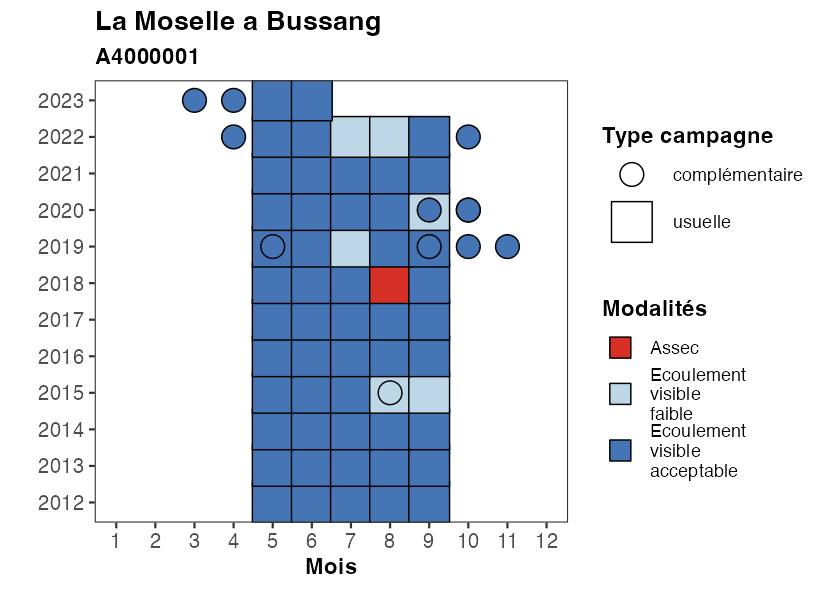 La Moselle a Bussang
A4000001
2023
2022
2021
2020
2019
2018
2017
2016
2015
2014
2013
2012
1 2 3 4 5 6 7 8 9 10 11 12
Mois
Type campagne
complémentaire
usuelle
Modalités
Assec
Ecoulement
visible
faible
Ecoulement
visible
acceptable